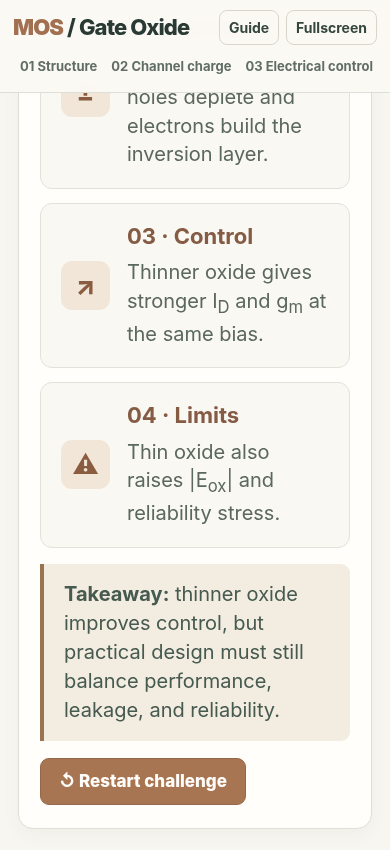 MOS / Gate Oxide
Guide
Fullscreen
01 Structure 02 Channel charge 03 Electrical control
holes deplete and
electrons build the
inversion layer.
03 · Control
Thinner oxide gives
stronger I_D and g_m at
the same bias.
04 · Limits
Thin oxide also
raises |E_ox| and
reliability stress.
Takeaway: thinner oxide
improves control, but
practical design must still
balance performance,
leakage, and reliability.
Restart challenge